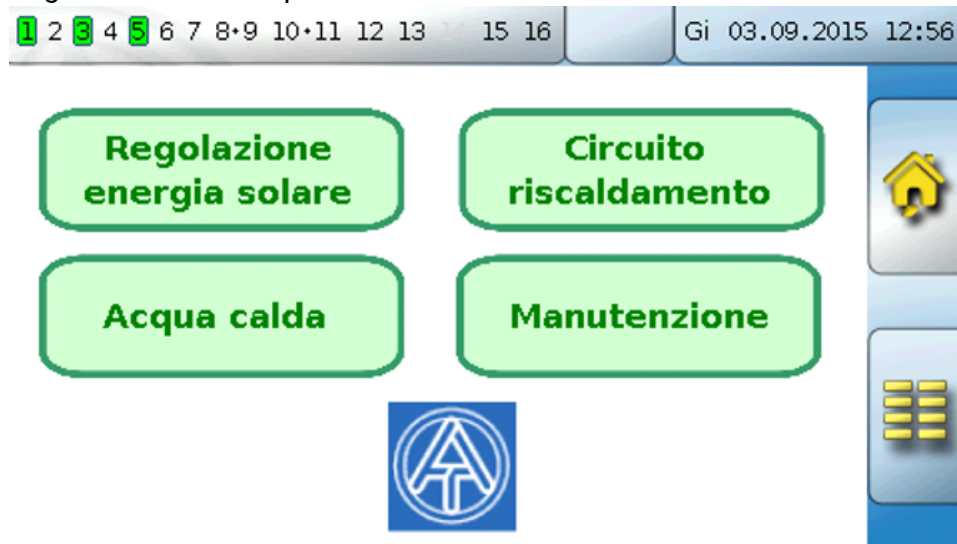 1 2 3 4 5 6 7 8·9 10·11 12 13 14 15 16 Gi 03.09.2015 12:56
Regolazione
energia solare
Circuito
riscaldamento
Acqua calda
Manutenzione